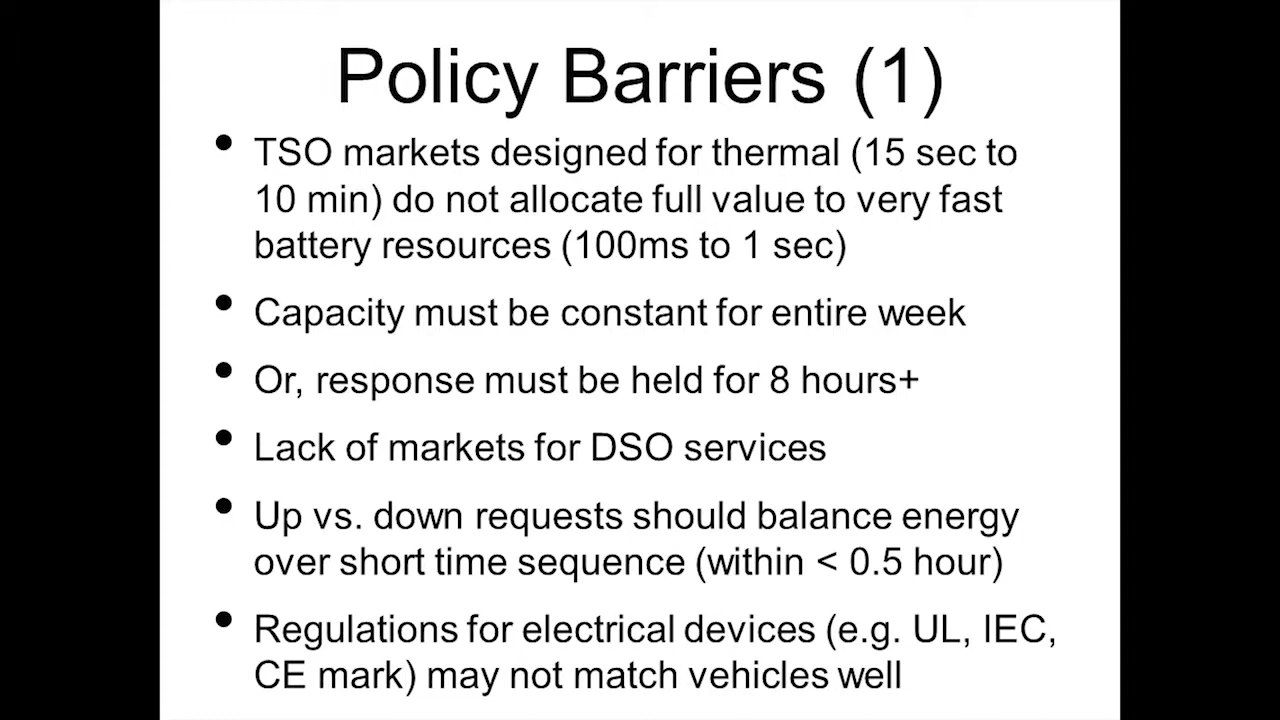 Policy Barriers (1)
• TSO markets designed for thermal (15 sec to
10 min) do not allocate full value to very fast
battery resources (100ms to 1 sec)
• Capacity must be constant for entire week
• Or, response must be held for 8 hours+
• Lack of markets for DSO services
• Up vs. down requests should balance energy
over short time sequence (within < 0.5 hour)
• Regulations for electrical devices (e.g. UL, IEC,
CE mark) may not match vehicles well